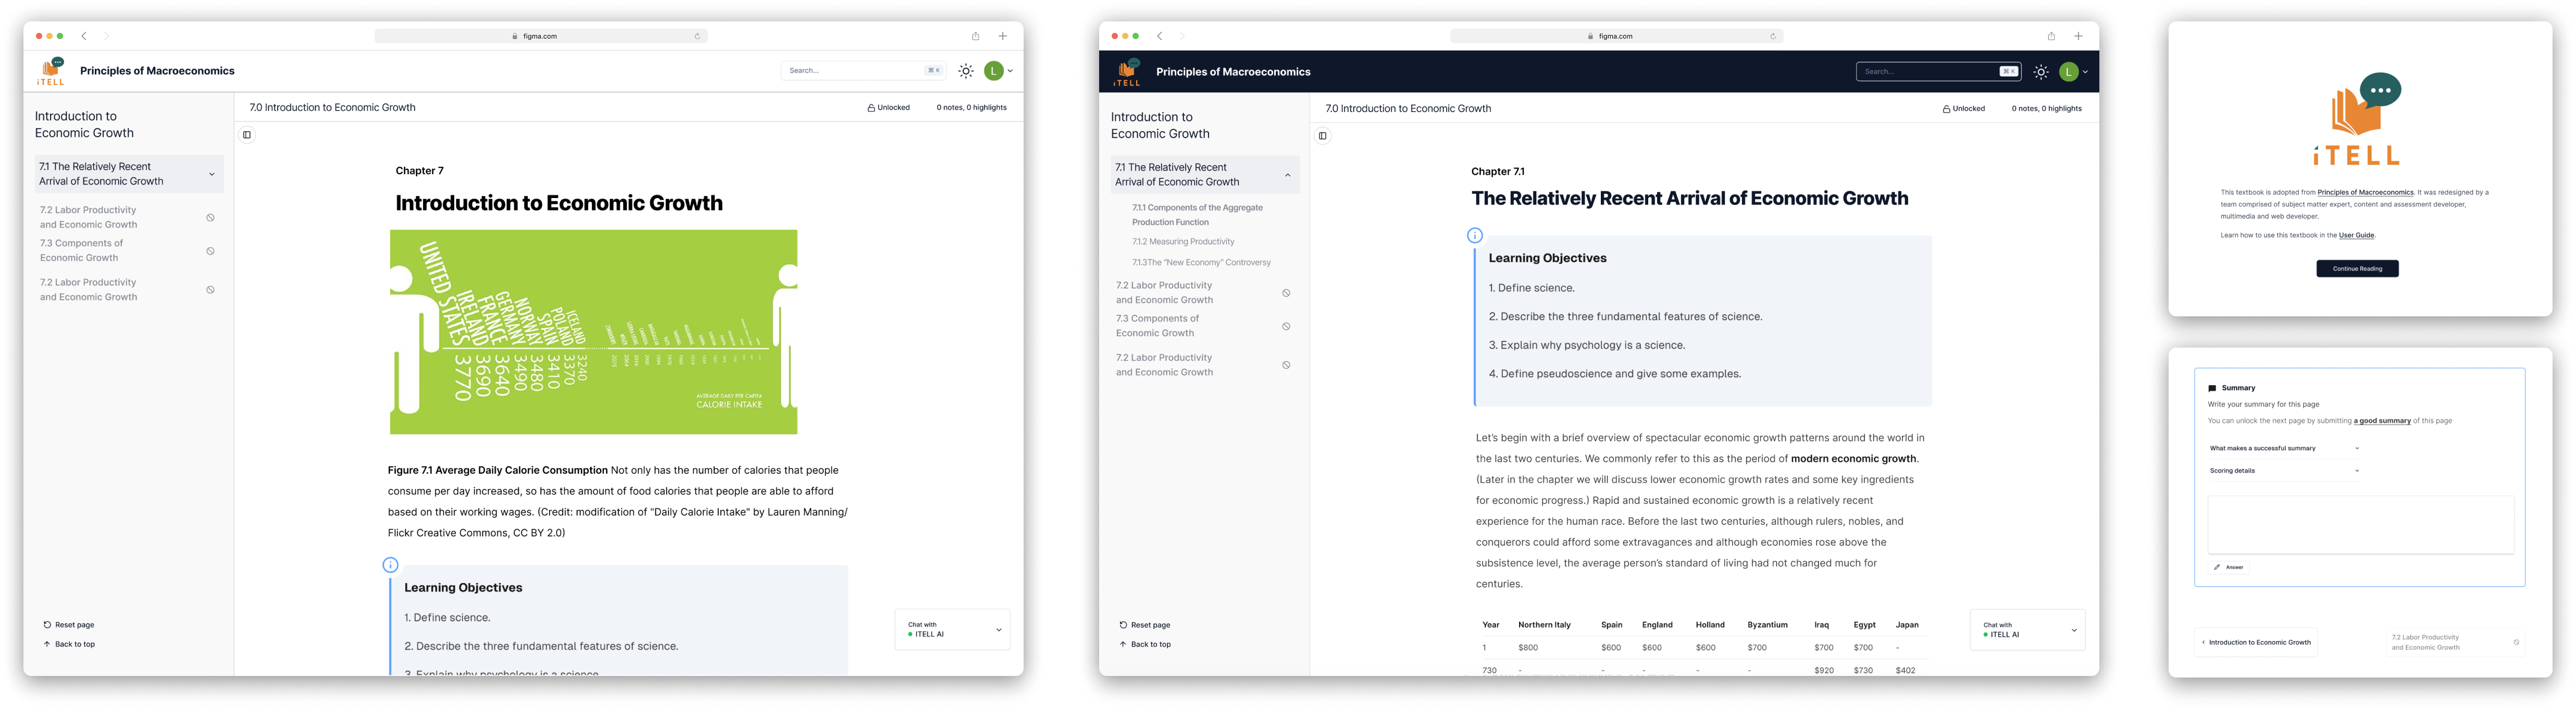 figma.com
iTELL
Principles of Macroeconomics
Search...
⌘ K
L
Introduction to
Economic Growth
7.1 The Relatively Recent
Arrival of Economic Growth
7.2 Labor Productivity
and Economic Growth
7.3 Components of
Economic Growth
7.2 Labor Productivity
and Economic Growth
Reset page
Back to top
7.0 Introduction to Economic Growth
Unlocked
0 notes, 0 highlights
Chapter 7
Introduction to Economic Growth
UNITED STATES
IRELAND
FRANCE
GERMANY
NORWAY
SPAIN
POLAND
ICELAND
3770
3690
3640
3490
3480
3410
3370
3240
AVERAGE DAILY PER CAPITA
CALORIE INTAKE
Figure 7.1 Average Daily Calorie Consumption Not only has the number of calories that people
consume per day increased, so has the amount of food calories that people are able to afford
based on their working wages. (Credit: modification of "Daily Calorie Intake" by Lauren Manning/
Flickr Creative Commons, CC BY 2.0)
Learning Objectives
1. Define science.
2. Describe the three fundamental features of science.
3. Explain why psychology is a science
Chat with
ITELL AI
figma.com
iTELL
Principles of Macroeconomics
Search...
⌘ K
L
Introduction to
Economic Growth
7.1 The Relatively Recent
Arrival of Economic Growth
7.1.1 Components of the Aggregate
Production Function
7.1.2 Measuring Productivity
7.1.3The "New Economy" Controversy
7.2 Labor Productivity
and Economic Growth
7.3 Components of
Economic Growth
7.2 Labor Productivity
and Economic Growth
Reset page
Back to top
7.0 Introduction to Economic Growth
Unlocked
0 notes, 0 highlights
Chapter 7.1
The Relatively Recent Arrival of Economic Growth
Learning Objectives
1. Define science.
2. Describe the three fundamental features of science.
3. Explain why psychology is a science.
4. Define pseudoscience and give some examples.
Let's begin with a brief overview of spectacular economic growth patterns around the world in
the last two centuries. We commonly refer to this as the period of modern economic growth.
(Later in the chapter we will discuss lower economic growth rates and some key ingredients
for economic progress.) Rapid and sustained economic growth is a relatively recent
experience for the human race. Before the last two centuries, although rulers, nobles, and
conquerors could afford some extravagances and although economies rose above the
subsistence level, the average person's standard of living had not changed much for
centuries.
Year Northern Italy Spain England Holland Byzantium Iraq Egypt Japan
1 $800 $600 $600 $600 $700 $700 $700 -
730 - - - - - $920 $730 $402
Chat with
ITELL AI
iTELL
This textbook is adopted from Principles of Macroeconomics. It was redesigned by a
team comprised of subject matter expert, content and assessment developer,
multimedia and web developer.
Learn how to use this textbook in the User Guide.
Continue Reading
Summary
Write your summary for this page
You can unlock the next page by submitting a good summary of this page
What makes a successful summary
Scoring details
Answer
Introduction to Economic Growth
7.2 Labor Productivity
and Economic Growth